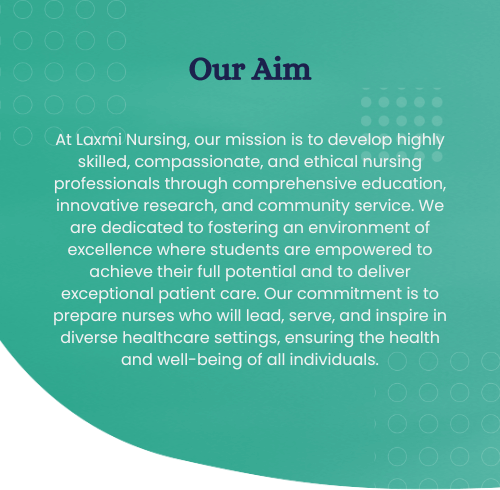 Our Aim
At Laxmi Nursing, our mission is to develop highly
skilled, compassionate, and ethical nursing
professionals through comprehensive education,
innovative research, and community service. We
are dedicated to fostering an environment of
excellence where students are empowered to
achieve their full potential and to deliver
exceptional patient care. Our commitment is to
prepare nurses who will lead, serve, and inspire in
diverse healthcare settings, ensuring the health
and well-being of all individuals.